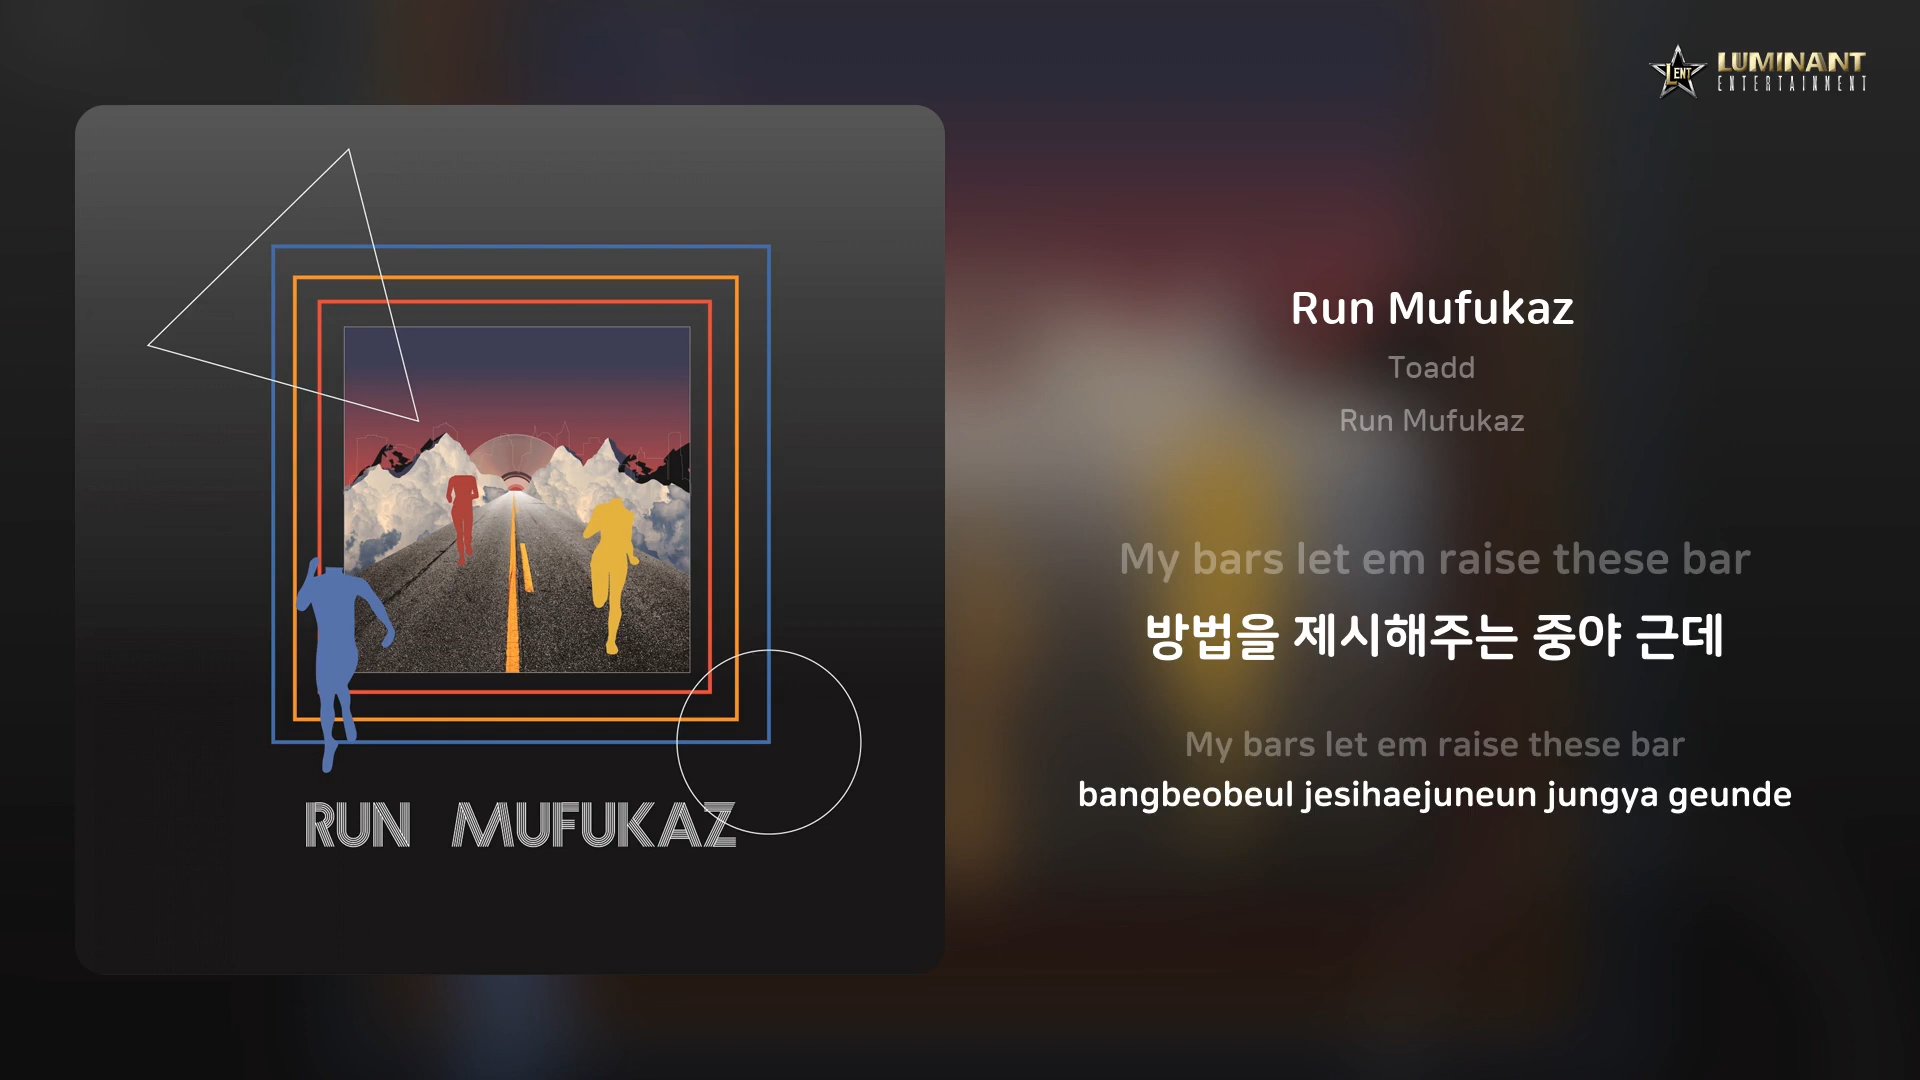 LENT
LUMINANT
ENTERTAINMENT
RUN MUFUKAZ
Run Mufukaz
Toadd
Run Mufukaz
My bars let em raise these bar
방법을 제시해주는 중야 근데
My bars let em raise these bar
bangbeobeul jesihaejuneun jungya geunde